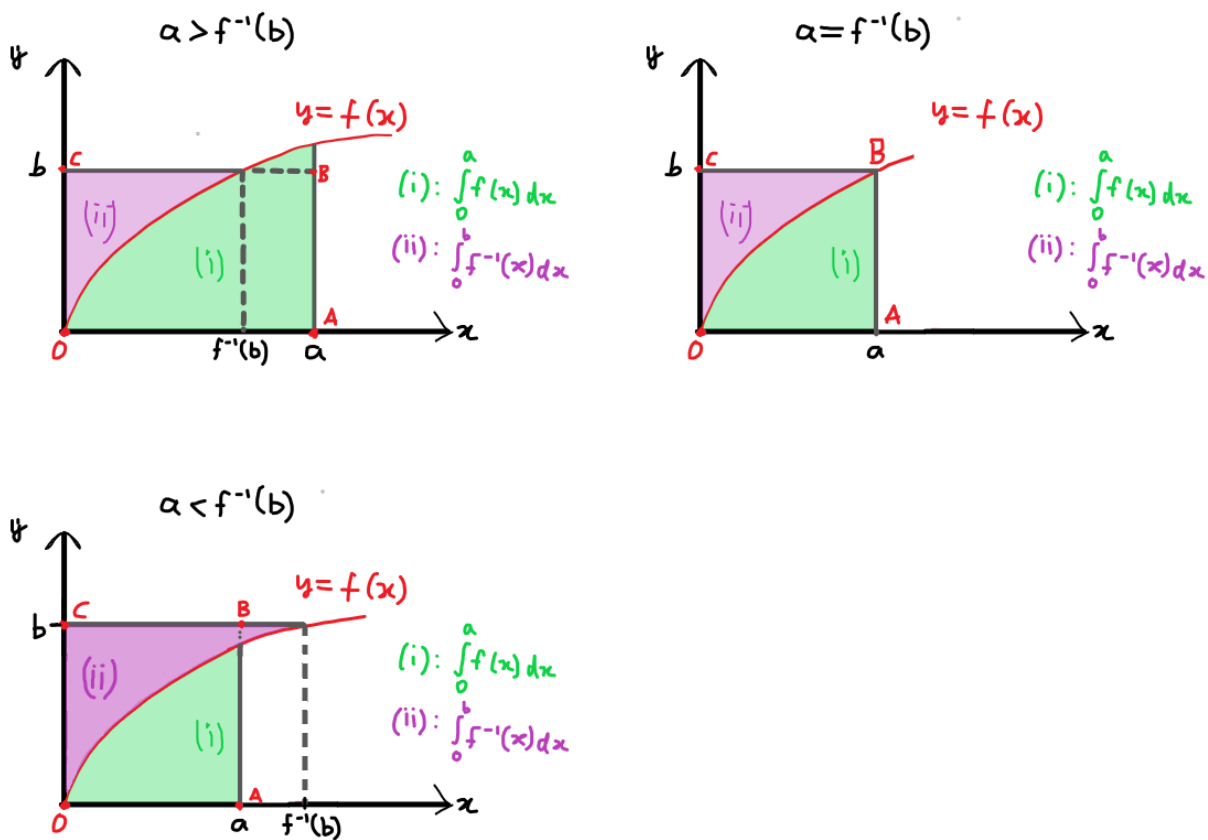 a > f⁻¹(b)
y
y = f(x)
b
C
B
(ii)
(i)
O
f⁻¹(b)
a
A
x
(i): ∫₀ᵃ f(x) dx
(ii): ∫₀ᵇ f⁻¹(x) dx
a = f⁻¹(b)
y
y = f(x)
b
C
B
(ii)
(i)
O
a
A
x
(i): ∫₀ᵃ f(x) dx
(ii): ∫₀ᵇ f⁻¹(x) dx
a < f⁻¹(b)
y
y = f(x)
b
C
B
(ii)
(i)
O
a
A
f⁻¹(b)
x
(i): ∫₀ᵃ f(x) dx
(ii): ∫₀ᵇ f⁻¹(x) dx